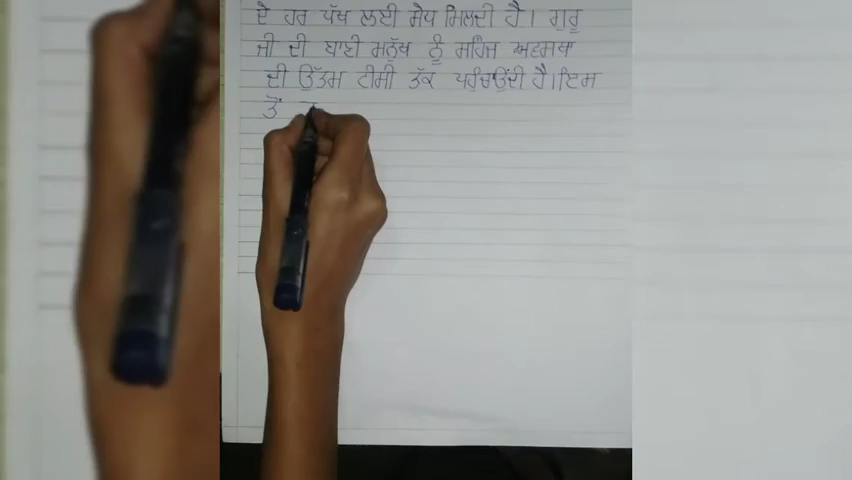 ਦੇ ਹਰ ਪੱਖ ਲਈ ਸੇਧ ਮਿਲਦੀ ਹੈ। ਗੁਰੂ
ਜੀ ਦੀ ਬਾਣੀ ਮਨੁੱਖ ਨੂੰ ਸਹਿਜ ਅਵਸਥਾ
ਦੀ ਉੱਤਮ ਟੀਸੀ ਤੱਕ ਪਹੁੰਚਾਉਂਦੀ ਹੈ।ਇਸ
ਤੋਂ